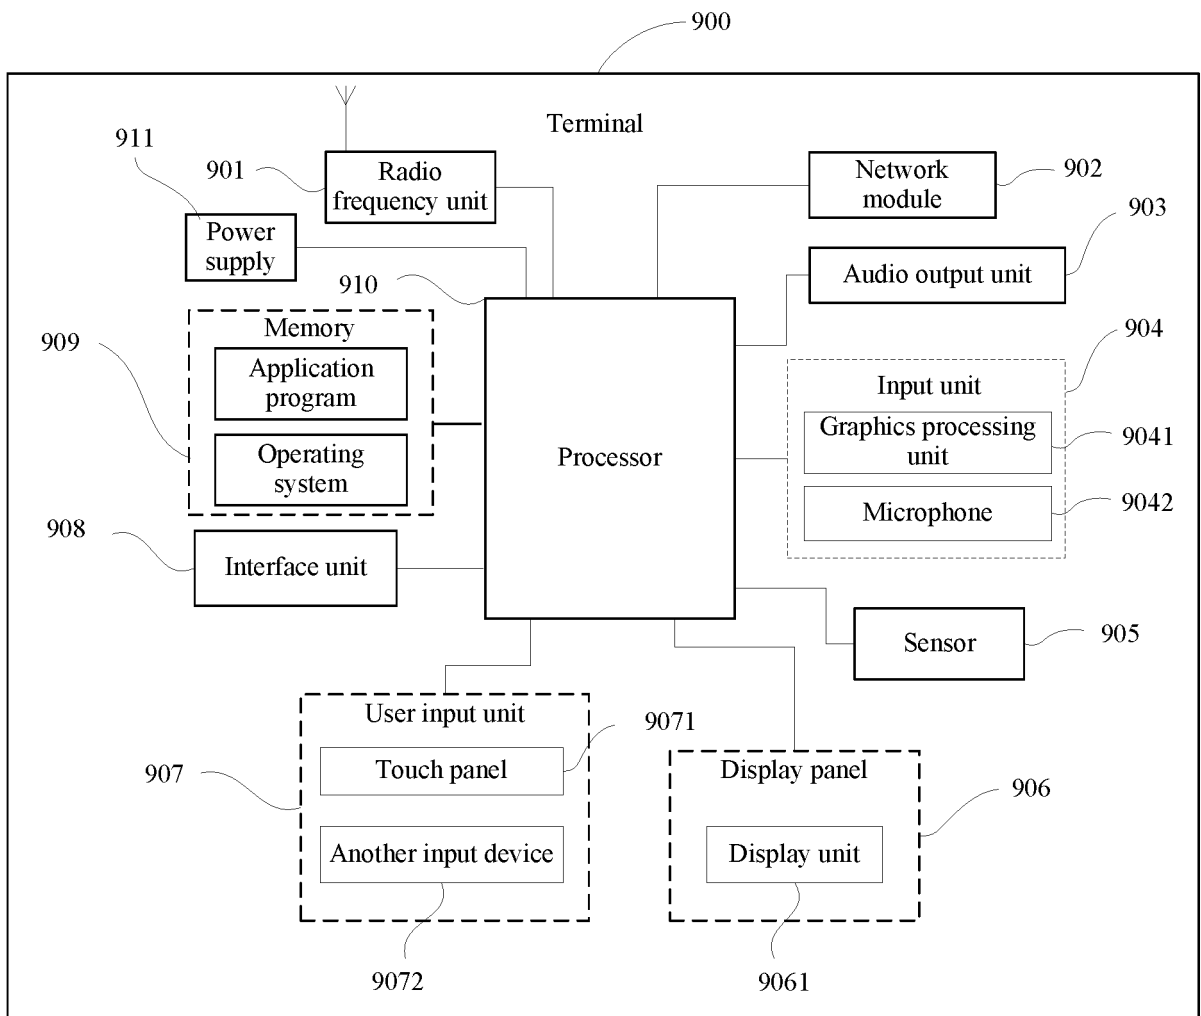 900
Terminal
911
901
Radio
frequency unit
Network
module
902
Power
supply
903
Audio output unit
910
904
909
Memory
Application
program
Operating
system
Processor
Input unit
Graphics processing
unit
9041
Microphone
9042
908
Interface unit
Sensor
905
User input unit
9071
907
Touch panel
Another input device
9072
Display panel
906
Display unit
9061